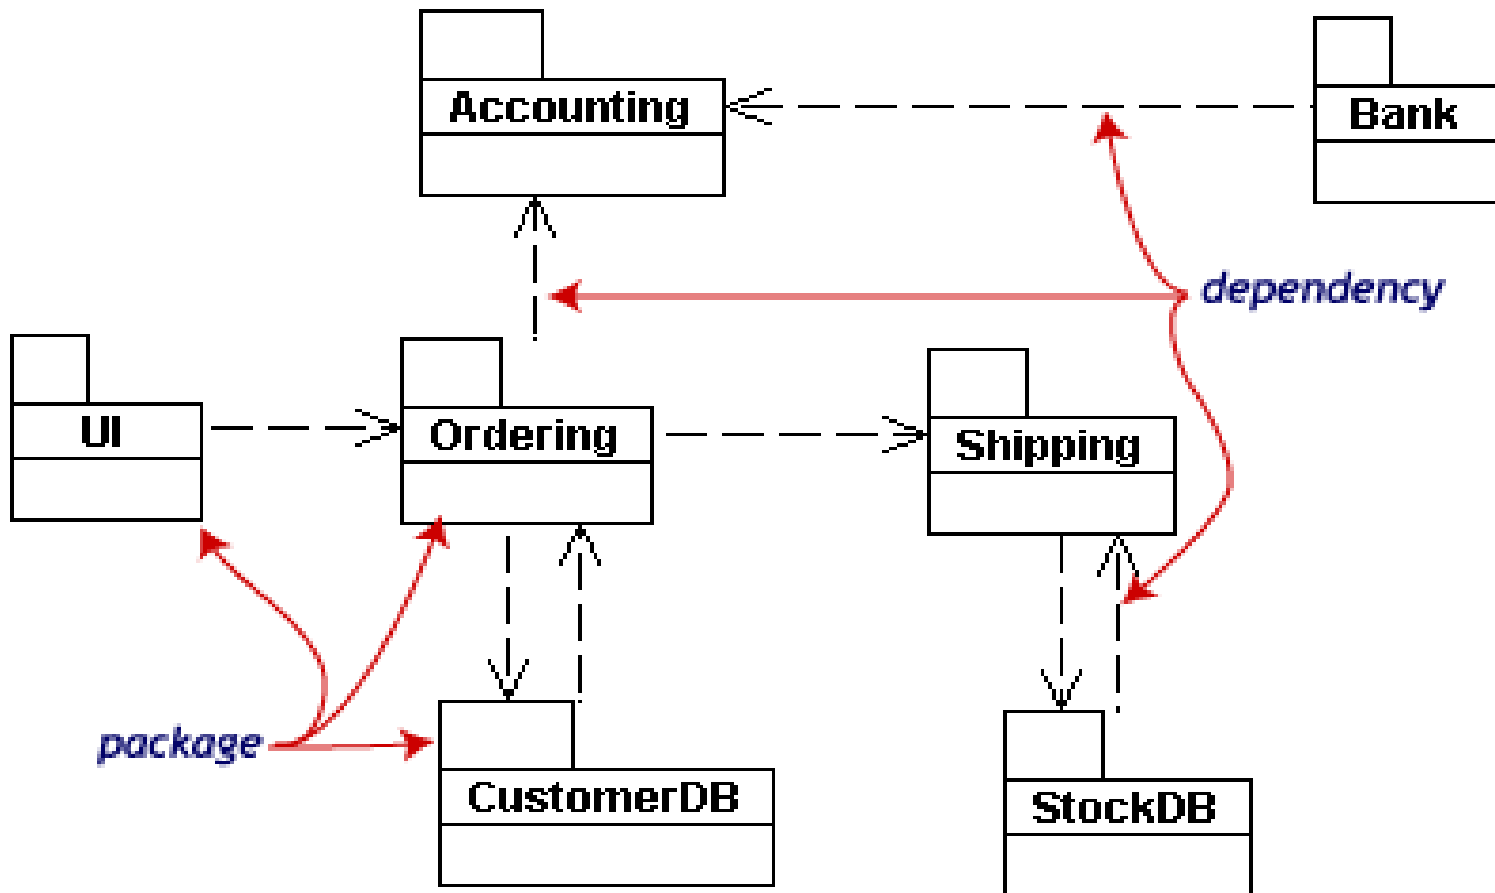 Accounting
Bank
dependency
UI
Ordering
Shipping
package
CustomerDB
StockDB